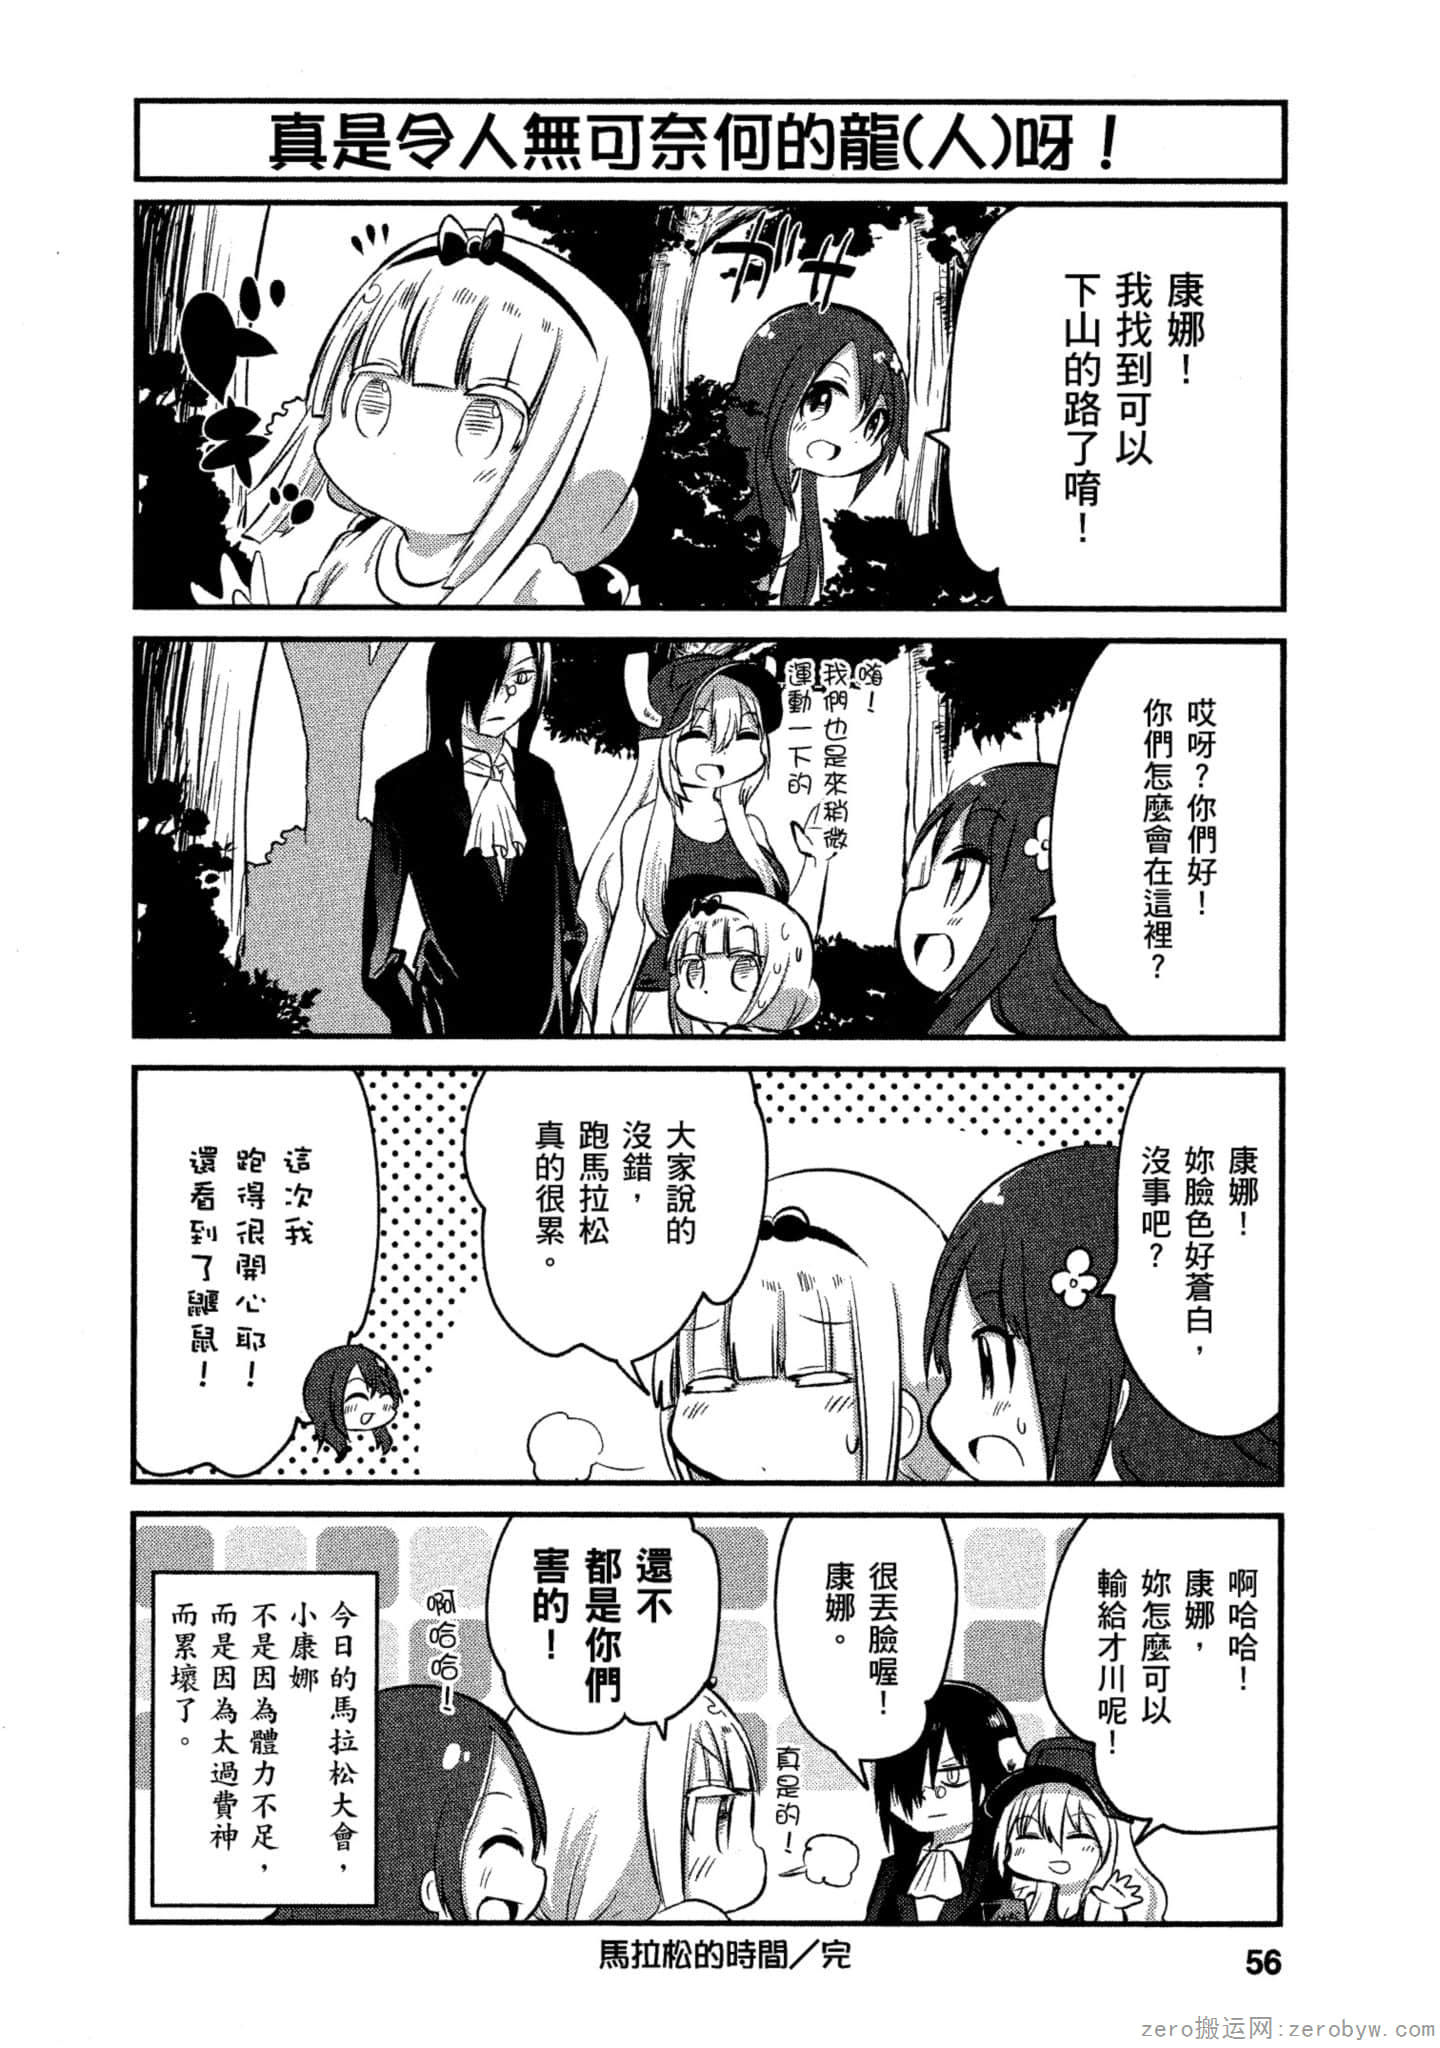 真是令人無可奈何的龍(人)呀！
康娜！
我找到可以
下山的路了唷！
ガサ
哎呀？你們好！
你們怎麼會在這裡？
嗨！
我們也是來稍微
運動一下的
康娜！
妳臉色好蒼白，
沒事吧？
大家說的
沒錯，
跑馬拉松
真的很累。
這次我
跑得很開心耶！
還看到了鼴鼠！
啊哈哈！
康娜，
妳怎麼可以
輸給才川呢！
很丟臉喔！
康娜。
真是的！
還不
都是你們
害的！
啊哈哈！
今日的馬拉松大會，
小康娜
不是因為體力不足，
而是因為太過費神
而累壞了。
馬拉松的時間／完
56
zero搬运网:zerobyw.com